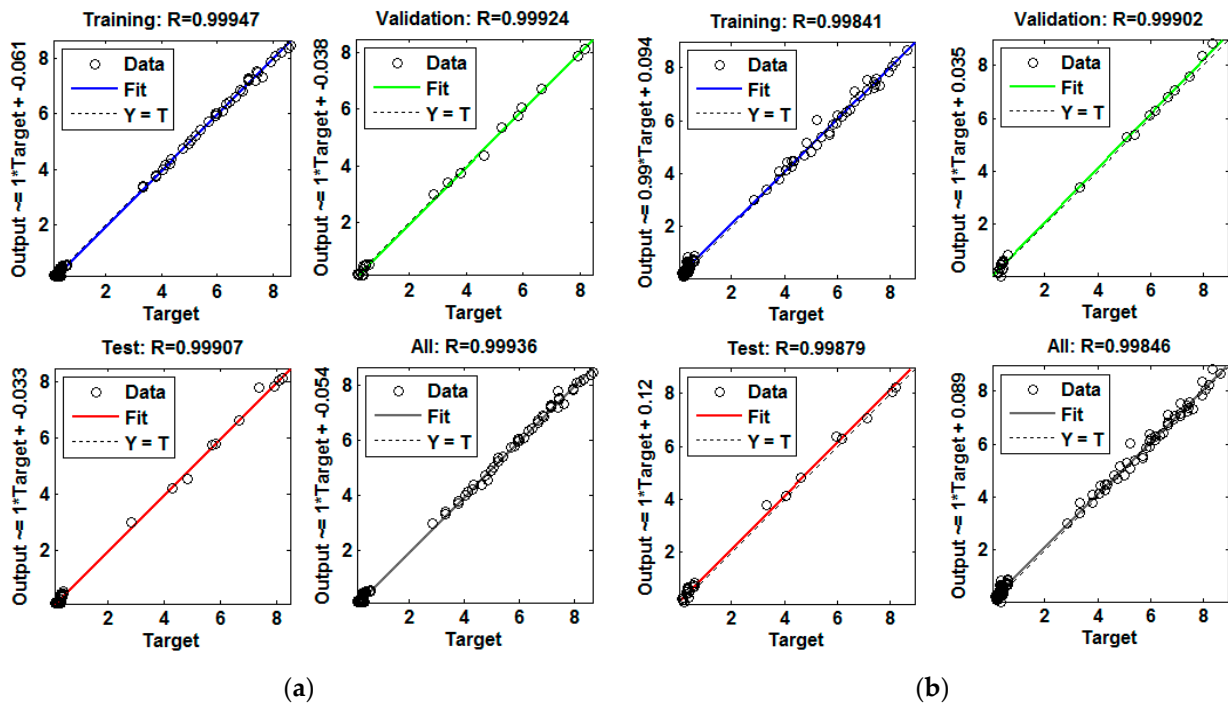 Training: R=0.99947
Output ~= 1*Target + -0.061
Data
Fit
Y = T
8
6
4
2
2 4 6 8
Target
Validation: R=0.99924
Output ~= 1*Target + -0.038
Data
Fit
Y = T
8
6
4
2
2 4 6 8
Target
Training: R=0.99841
Output ~= 0.99*Target + 0.094
Data
Fit
Y = T
8
6
4
2
2 4 6 8
Target
Validation: R=0.99902
Output ~= 1*Target + 0.035
Data
Fit
Y = T
8
6
4
2
2 4 6 8
Target
Test: R=0.99907
Output ~= 1*Target + -0.033
Data
Fit
Y = T
8
6
4
2
2 4 6 8
Target
All: R=0.99936
Output ~= 1*Target + -0.054
Data
Fit
Y = T
8
6
4
2
2 4 6 8
Target
Test: R=0.99879
Output ~= 1*Target + 0.12
Data
Fit
Y = T
8
6
4
2
2 4 6 8
Target
All: R=0.99846
Output ~= 1*Target + 0.089
Data
Fit
Y = T
8
6
4
2
2 4 6 8
Target
(a)
(b)